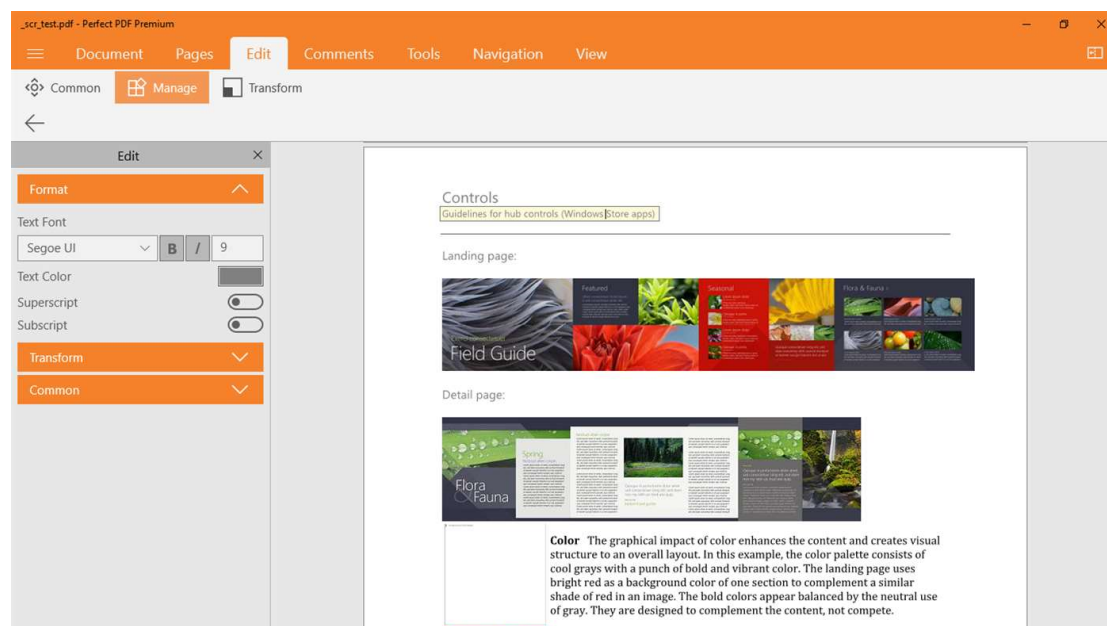 _scr_test.pdf - Perfect PDF Premium
Document Pages Edit Comments Tools Navigation View
Common Manage Transform
Edit
Format
Text Font
Segoe UI B I 9
Text Color
Superscript
Subscript
Transform
Common
Controls
Guidelines for hub controls (Windows Store apps)
Landing page:
Featured
Seasonal
Flora & Fauna
Field Guide
Detail page:
Spring
Flora
& Fauna
Color The graphical impact of color enhances the content and creates visual
structure to an overall layout. In this example, the color palette consists of
cool grays with a punch of bold and vibrant color. The landing page uses
bright red as a background color of one section to complement a similar
shade of red in an image. The bold colors appear balanced by the neutral use
of gray. They are designed to complement the content, not compete.